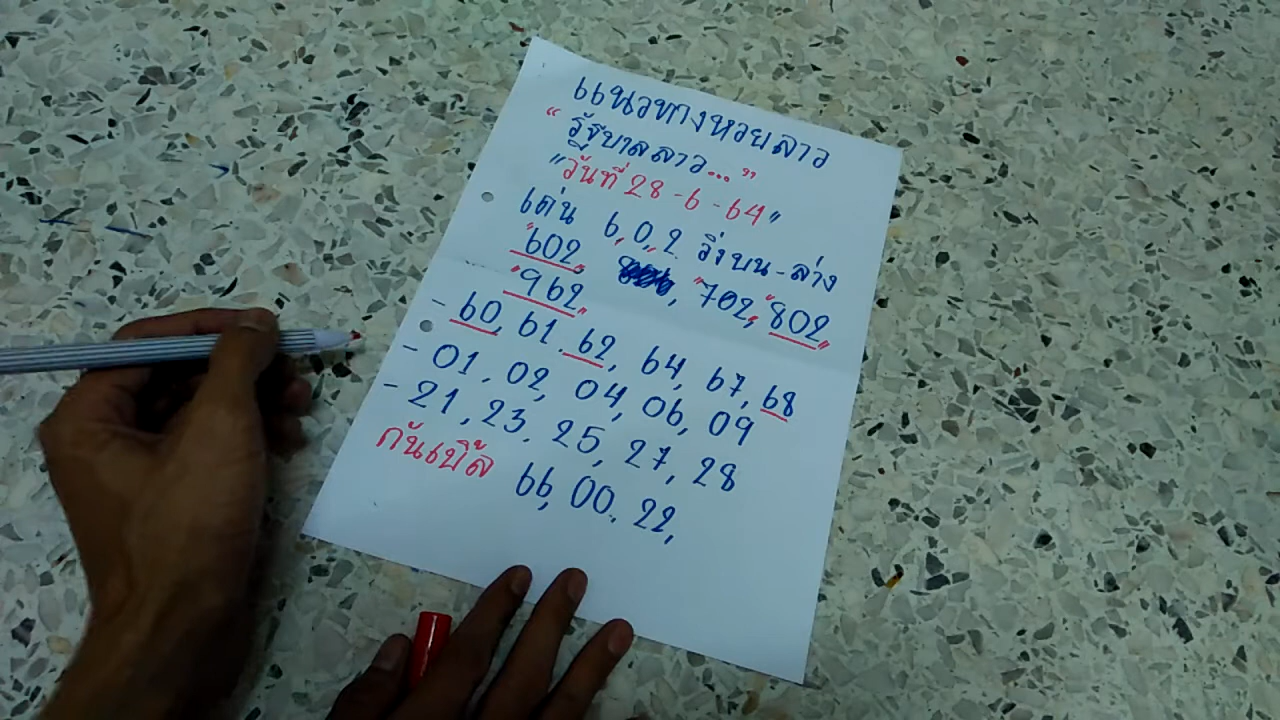 แนวทางหวยลาว
"รัฐบาลลาว..."
"วันที่ 28-6-64"
เด่น 6,0,2 วิ่งบน-ล่าง
"602" , "702, "802"
"962"
- 60, 61. 62, 64, 67, 68
- 01, 02, 04, 06, 09
- 21, 23, 25, 27, 28
กันเบิ้ล 66, 00. 22,